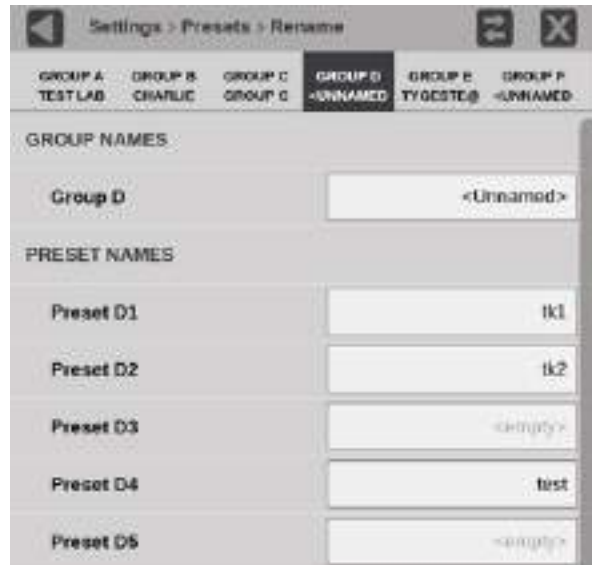 Settings > Presets > Rename
GROUP A GROUP B GROUP C GROUP D GROUP E GROUP F
TEST LAB CHARLIE GROUP C <UNNAMED TYGESTE@ <UNNAMED
GROUP NAMES
Group D <Unnamed>
PRESET NAMES
Preset D1 tk1
Preset D2 tk2
Preset D3 <empty>
Preset D4 test
Preset D5 <empty>